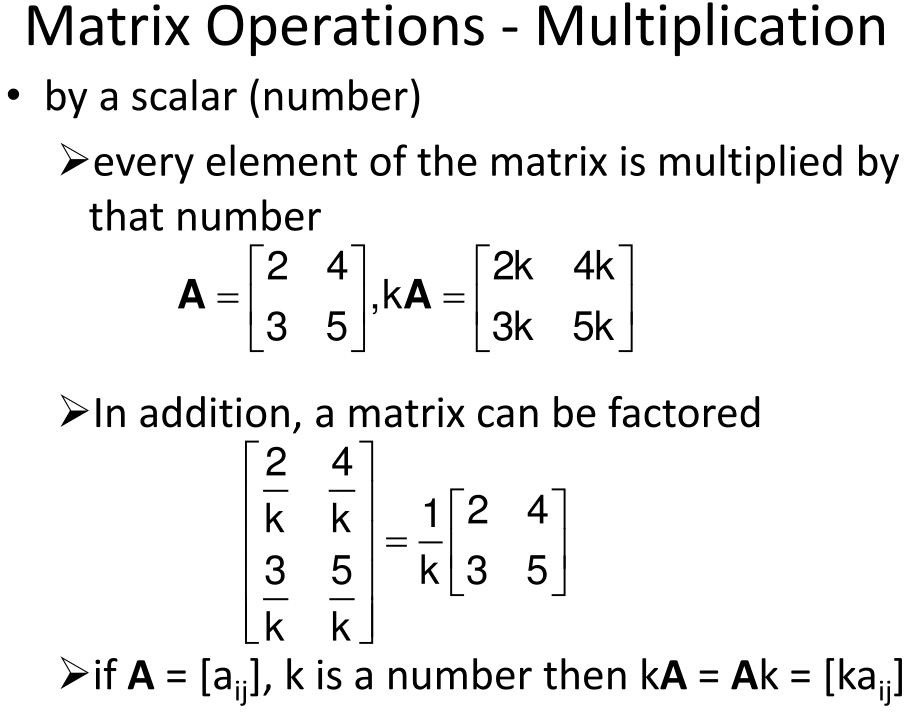 Matrix Operations - Multiplication
• by a scalar (number)
➢every element of the matrix is multiplied by
that number
A = [2 4; 3 5] ,kA = [2k 4k; 3k 5k]
➢In addition, a matrix can be factored
[2/k 4/k; 3/k 5/k] = 1/k [2 4; 3 5]
➢if A = [a_ij], k is a number then kA = Ak = [ka_ij]